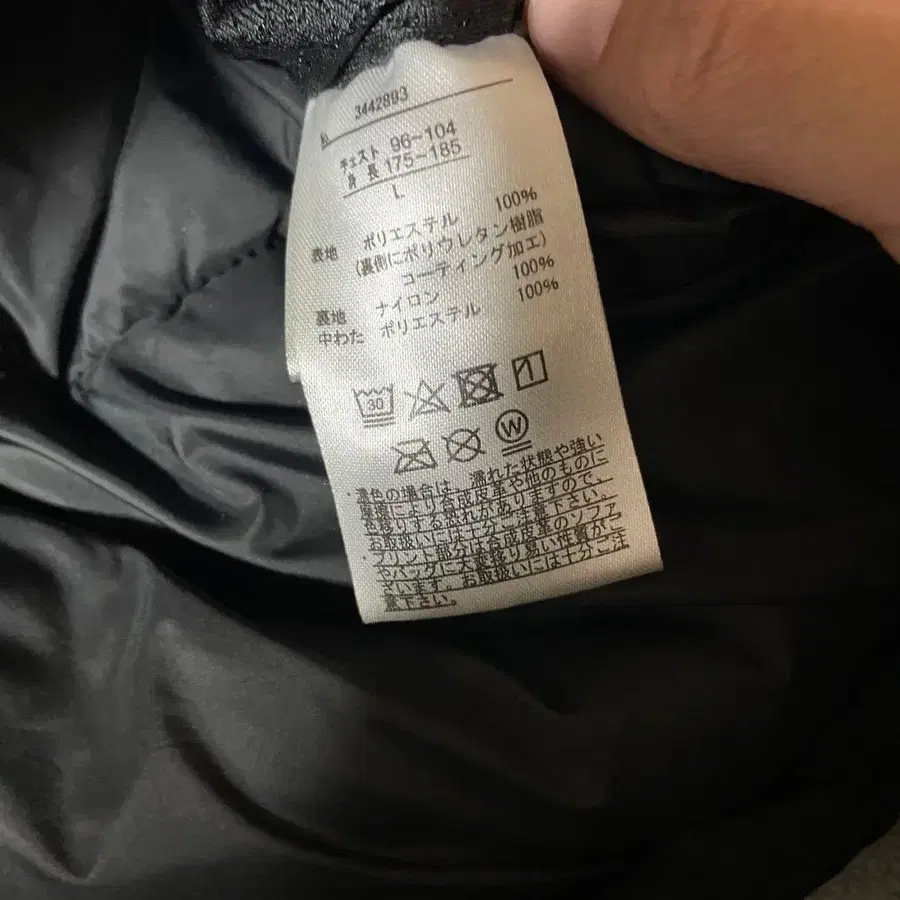 3442893
チェスト 96~104
身長 175~185
L
表地 ポリエステル 100%
(裏側にポリウレタン樹脂
コーティング加工)
裏地 ナイロン 100%
中わた ポリエステル 100%
30
1
W
・濃色の場合は、濡れた状態や強い
摩擦により合成皮革や他のものに
色移りする恐れがありますので、
お取扱いには十分ご注意下さい。
・プリント部分は合成皮革のソファ
やバッグに大変移り易い性質がご
ざいます。お取扱いには十分ご注
意下さい。